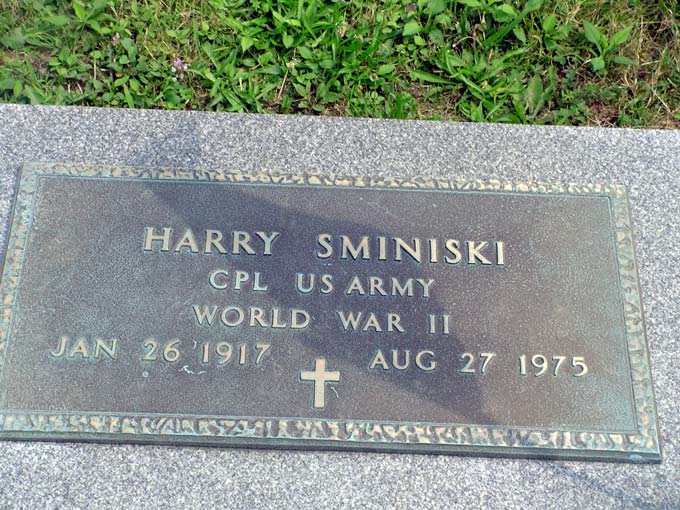 HARRY SMINISKI
CPL US ARMY
WORLD WAR II
JAN 26 1917 AUG 27 1975